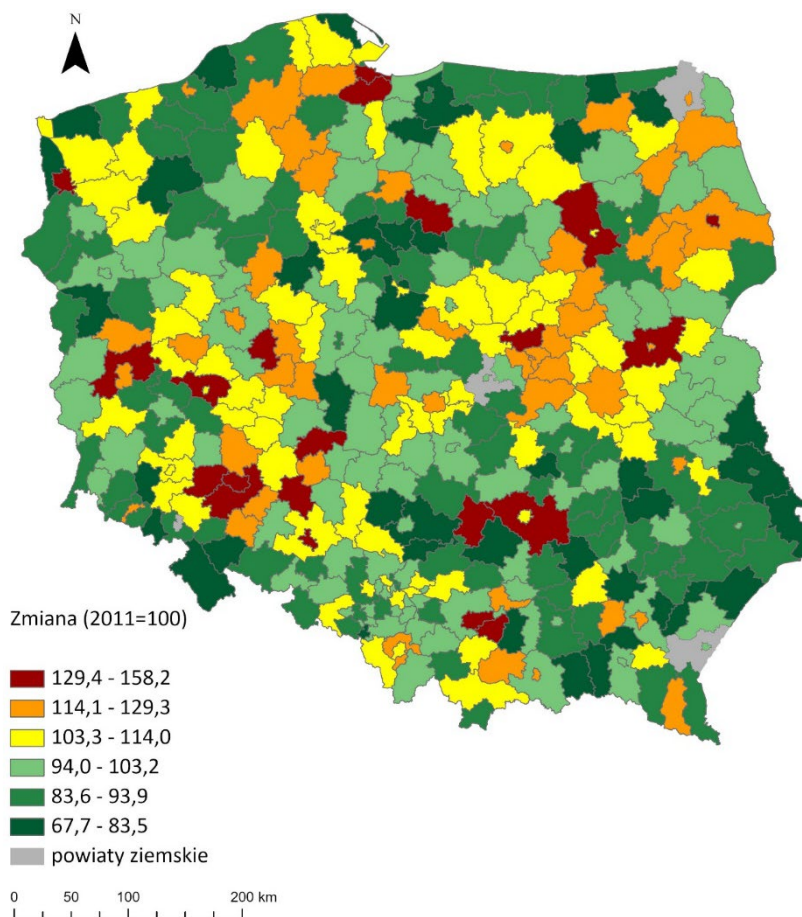 N
Zmiana (2011=100)
129,4 - 158,2
114,1 - 129,3
103,3 - 114,0
94,0 - 103,2
83,6 - 93,9
67,7 - 83,5
powiaty ziemskie
0 50 100 200 km